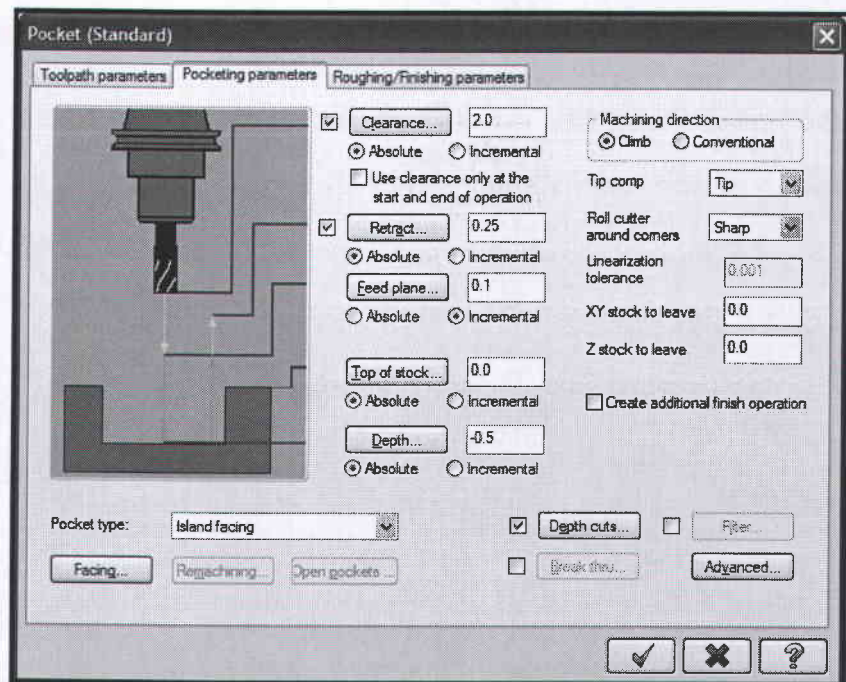 Pocket (Standard)
Toolpath parameters
Pocketing parameters
Roughing/Finishing parameters
Clearance...
2.0
Absolute
Incremental
Use clearance only at the
start and end of operation
Retract...
0.25
Absolute
Incremental
Feed plane...
0.1
Absolute
Incremental
Top of stock...
0.0
Absolute
Incremental
Depth...
-0.5
Absolute
Incremental
Machining direction
Climb
Conventional
Tip comp
Tip
Roll cutter
around corners
Sharp
Linearization
tolerance
0.001
XY stock to leave
0.0
Z stock to leave
0.0
Create additional finish operation
Pocket type:
Island facing
Depth cuts...
Filter...
Facing...
Remachining...
Open pockets ...
Break thru...
Advanced...
?